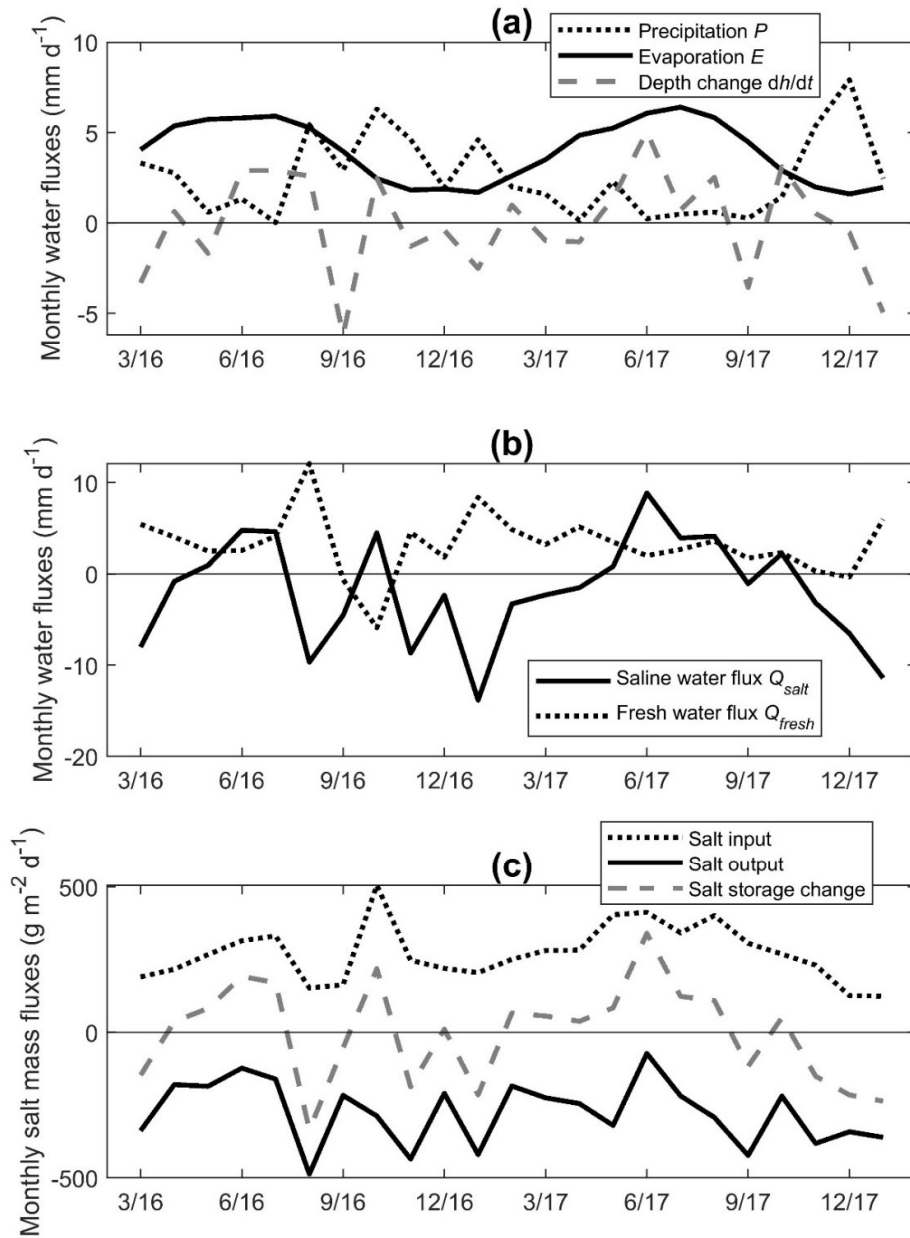 (a)
Precipitation P
Evaporation E
Depth change dh/dt
Monthly water fluxes (mm d⁻¹)
10
5
0
-5
3/16 6/16 9/16 12/16 3/17 6/17 9/17 12/17
(b)
Monthly water fluxes (mm d⁻¹)
10
0
-10
-20
Saline water flux Q_salt
Fresh water flux Q_fresh
3/16 6/16 9/16 12/16 3/17 6/17 9/17 12/17
(c)
Salt input
Salt output
Salt storage change
Monthly salt mass fluxes (g m⁻² d⁻¹)
500
0
-500
3/16 6/16 9/16 12/16 3/17 6/17 9/17 12/17